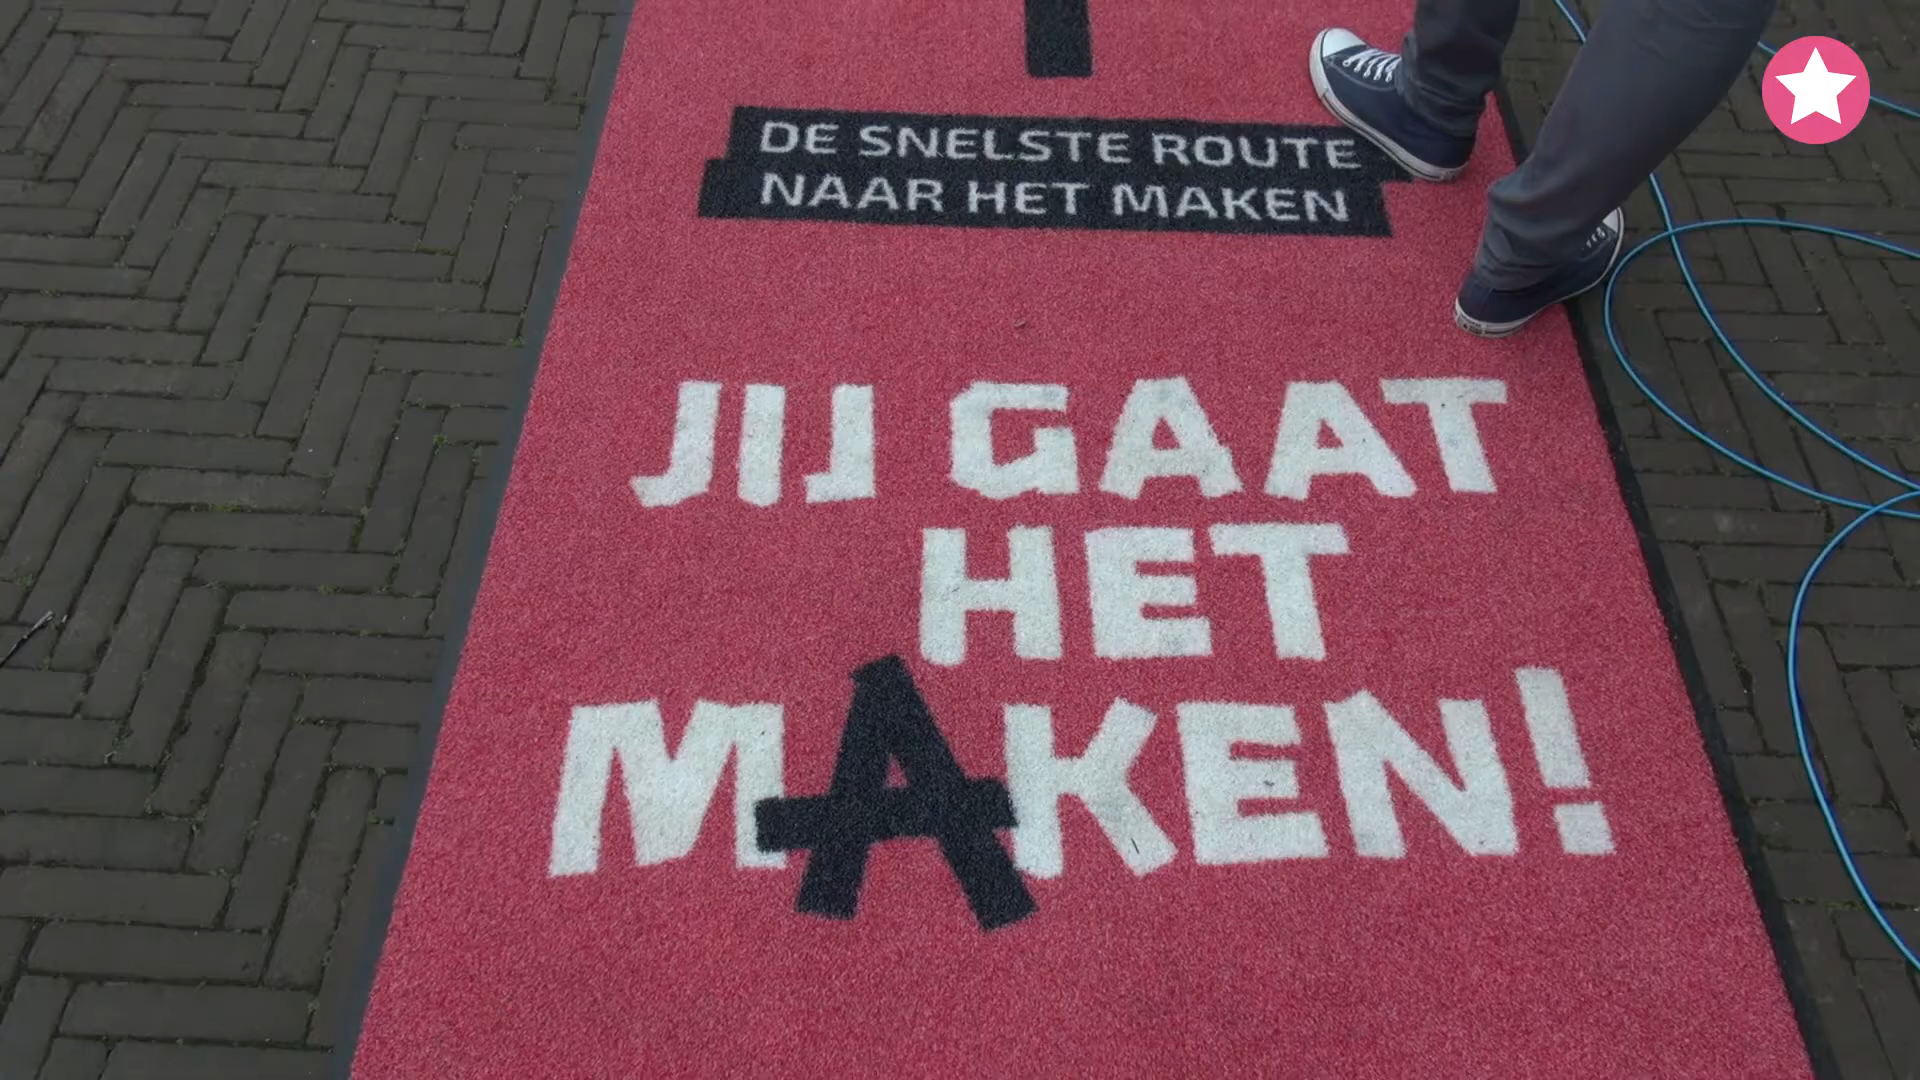 DE SNELSTE ROUTE
NAAR HET MAKEN
JIJ GAAT
HET
MAKEN!